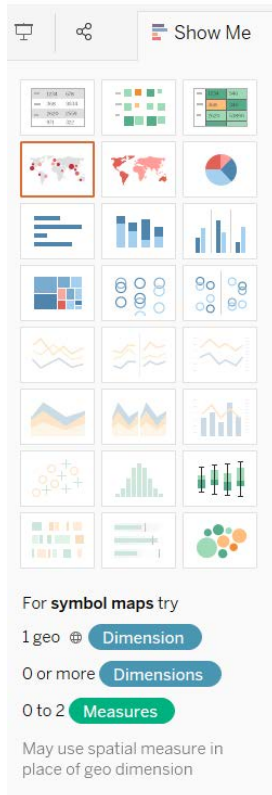 Show Me
For symbol maps try
1 geo Dimension
0 or more Dimensions
0 to 2 Measures
May use spatial measure in
place of geo dimension